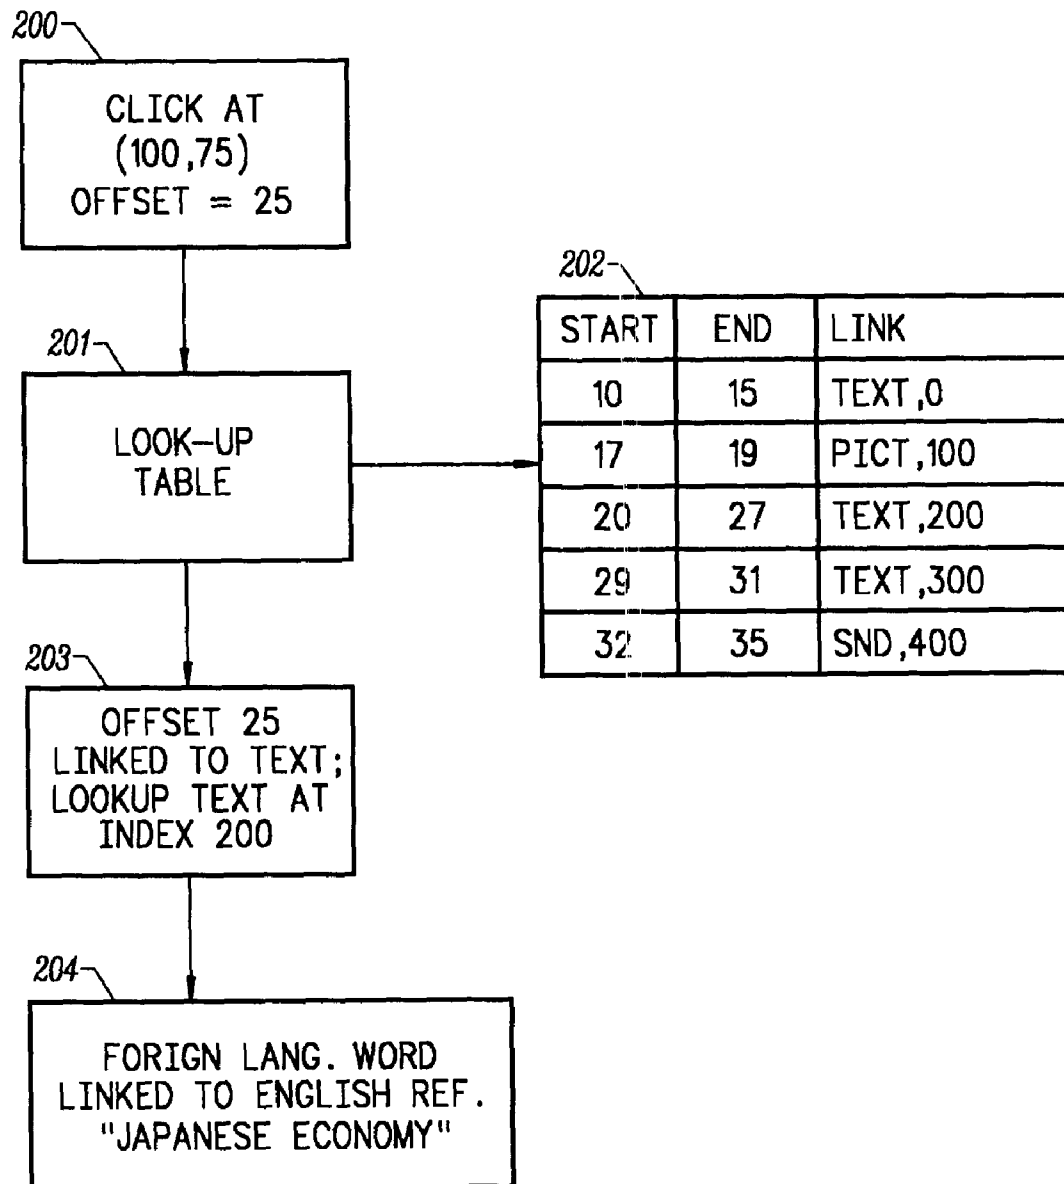 200
CLICK AT
(100,75)
OFFSET = 25
201
LOOK-UP
TABLE
202
START END LINK
10 15 TEXT,0
17 19 PICT,100
20 27 TEXT,200
29 31 TEXT,300
32 35 SND,400
203
OFFSET 25
LINKED TO TEXT;
LOOKUP TEXT AT
INDEX 200
204
FORIGN LANG. WORD
LINKED TO ENGLISH REF.
"JAPANESE ECONOMY"